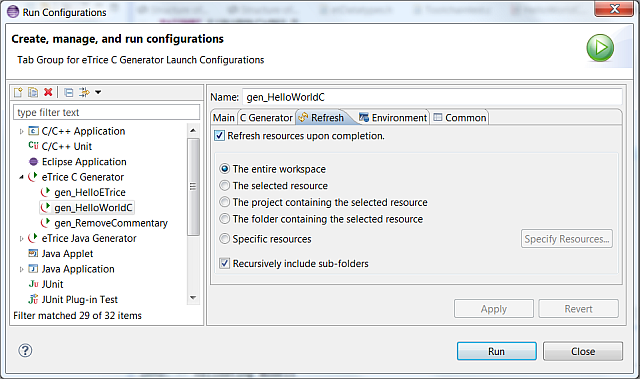 Run Configurations
Create, manage, and run configurations
Tab Group for eTrice C Generator Launch Configurations
type filter text
C/C++ Application
C/C++ Unit
Eclipse Application
eTrice C Generator
gen_HelloETrice
gen_HelloWorldC
gen_RemoveCommentary
eTrice Java Generator
Java Applet
Java Application
JUnit
JUnit Plug-in Test
Filter matched 29 of 32 items
Name: gen_HelloWorldC
Main C Generator Refresh Environment Common
Refresh resources upon completion.
The entire workspace
The selected resource
The project containing the selected resource
The folder containing the selected resource
Specific resources Specify Resources...
Recursively include sub-folders
Apply Revert
Run Close